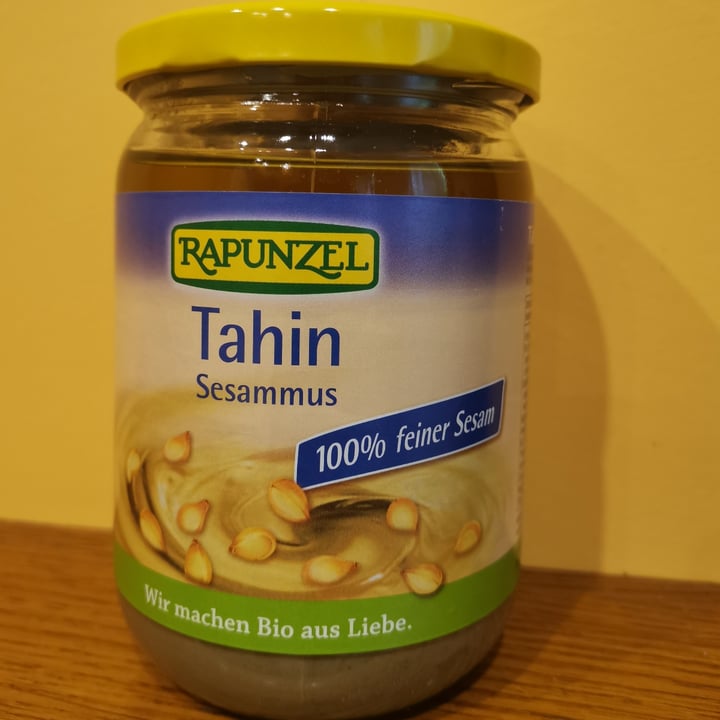 RAPUNZEL
Tahin
Sesammus
100% feiner Sesam
Wir machen Bio aus Liebe.